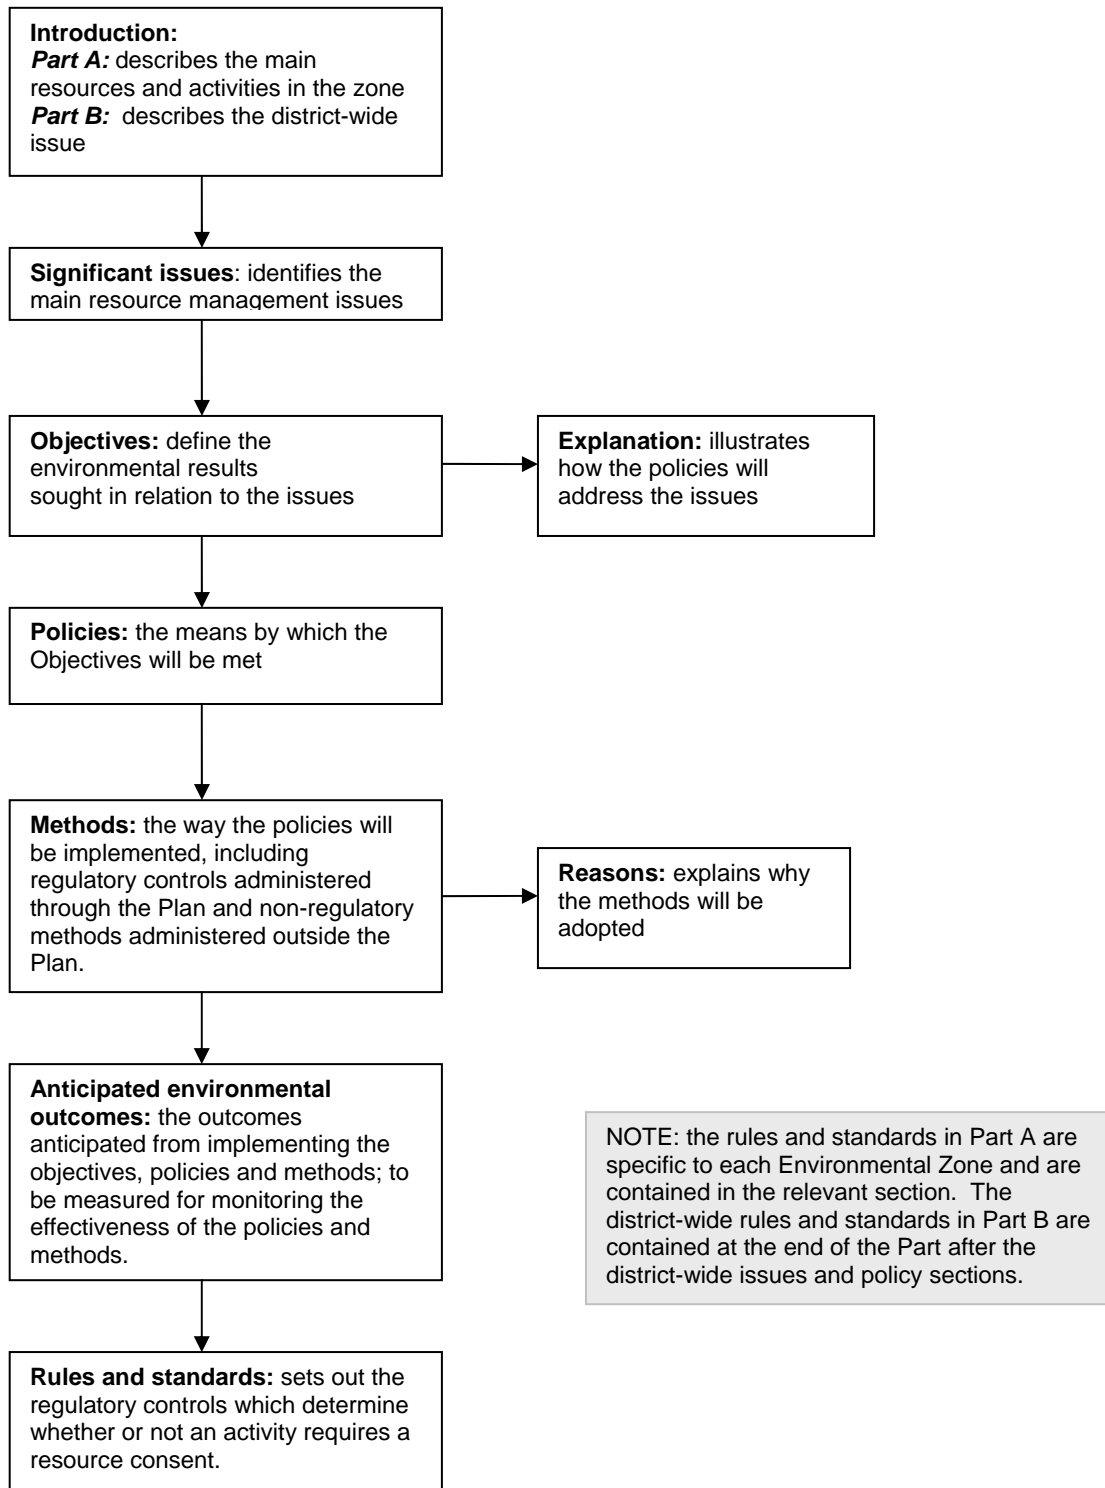 Introduction:
Part A: describes the main
resources and activities in the zone
Part B:  describes the district-wide
issue
Significant issues: identifies the
main resource management issues
Objectives: define the
environmental results
sought in relation to the issues
Explanation: illustrates
how the policies will
address the issues
Policies: the means by which the
Objectives will be met
Methods: the way the policies will
be implemented, including
regulatory controls administered
through the Plan and non-regulatory
methods administered outside the
Plan.
Reasons: explains why
the methods will be
adopted
Anticipated environmental
outcomes: the outcomes
anticipated from implementing the
objectives, policies and methods; to
be measured for monitoring the
effectiveness of the policies and
methods.
NOTE: the rules and standards in Part A are
specific to each Environmental Zone and are
contained in the relevant section.  The
district-wide rules and standards in Part B are
contained at the end of the Part after the
district-wide issues and policy sections.
Rules and standards: sets out the
regulatory controls which determine
whether or not an activity requires a
resource consent.